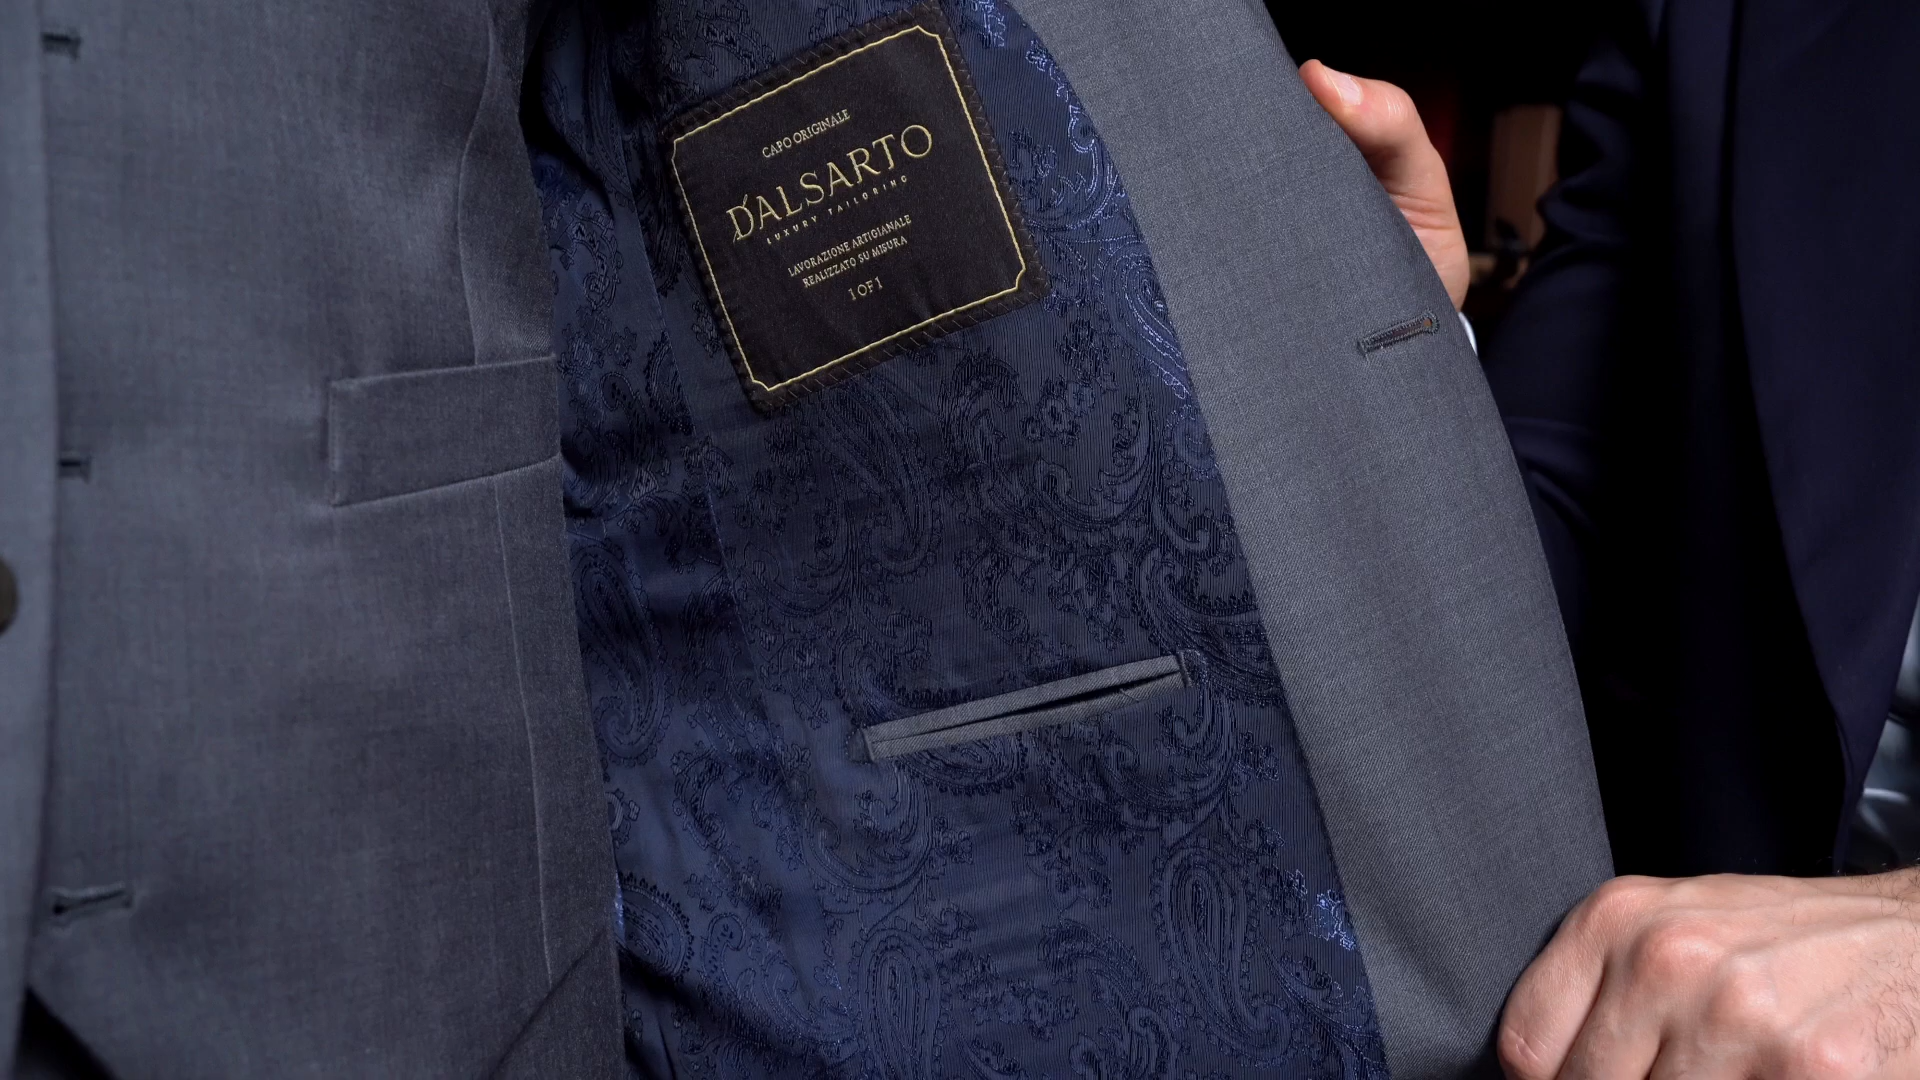 CAPO ORIGINALE
D'ALSARTO
LUXURY TAILORING
LAVORAZIONE ARTIGIANALE
REALIZZATO SU MISURA
1 OF 1